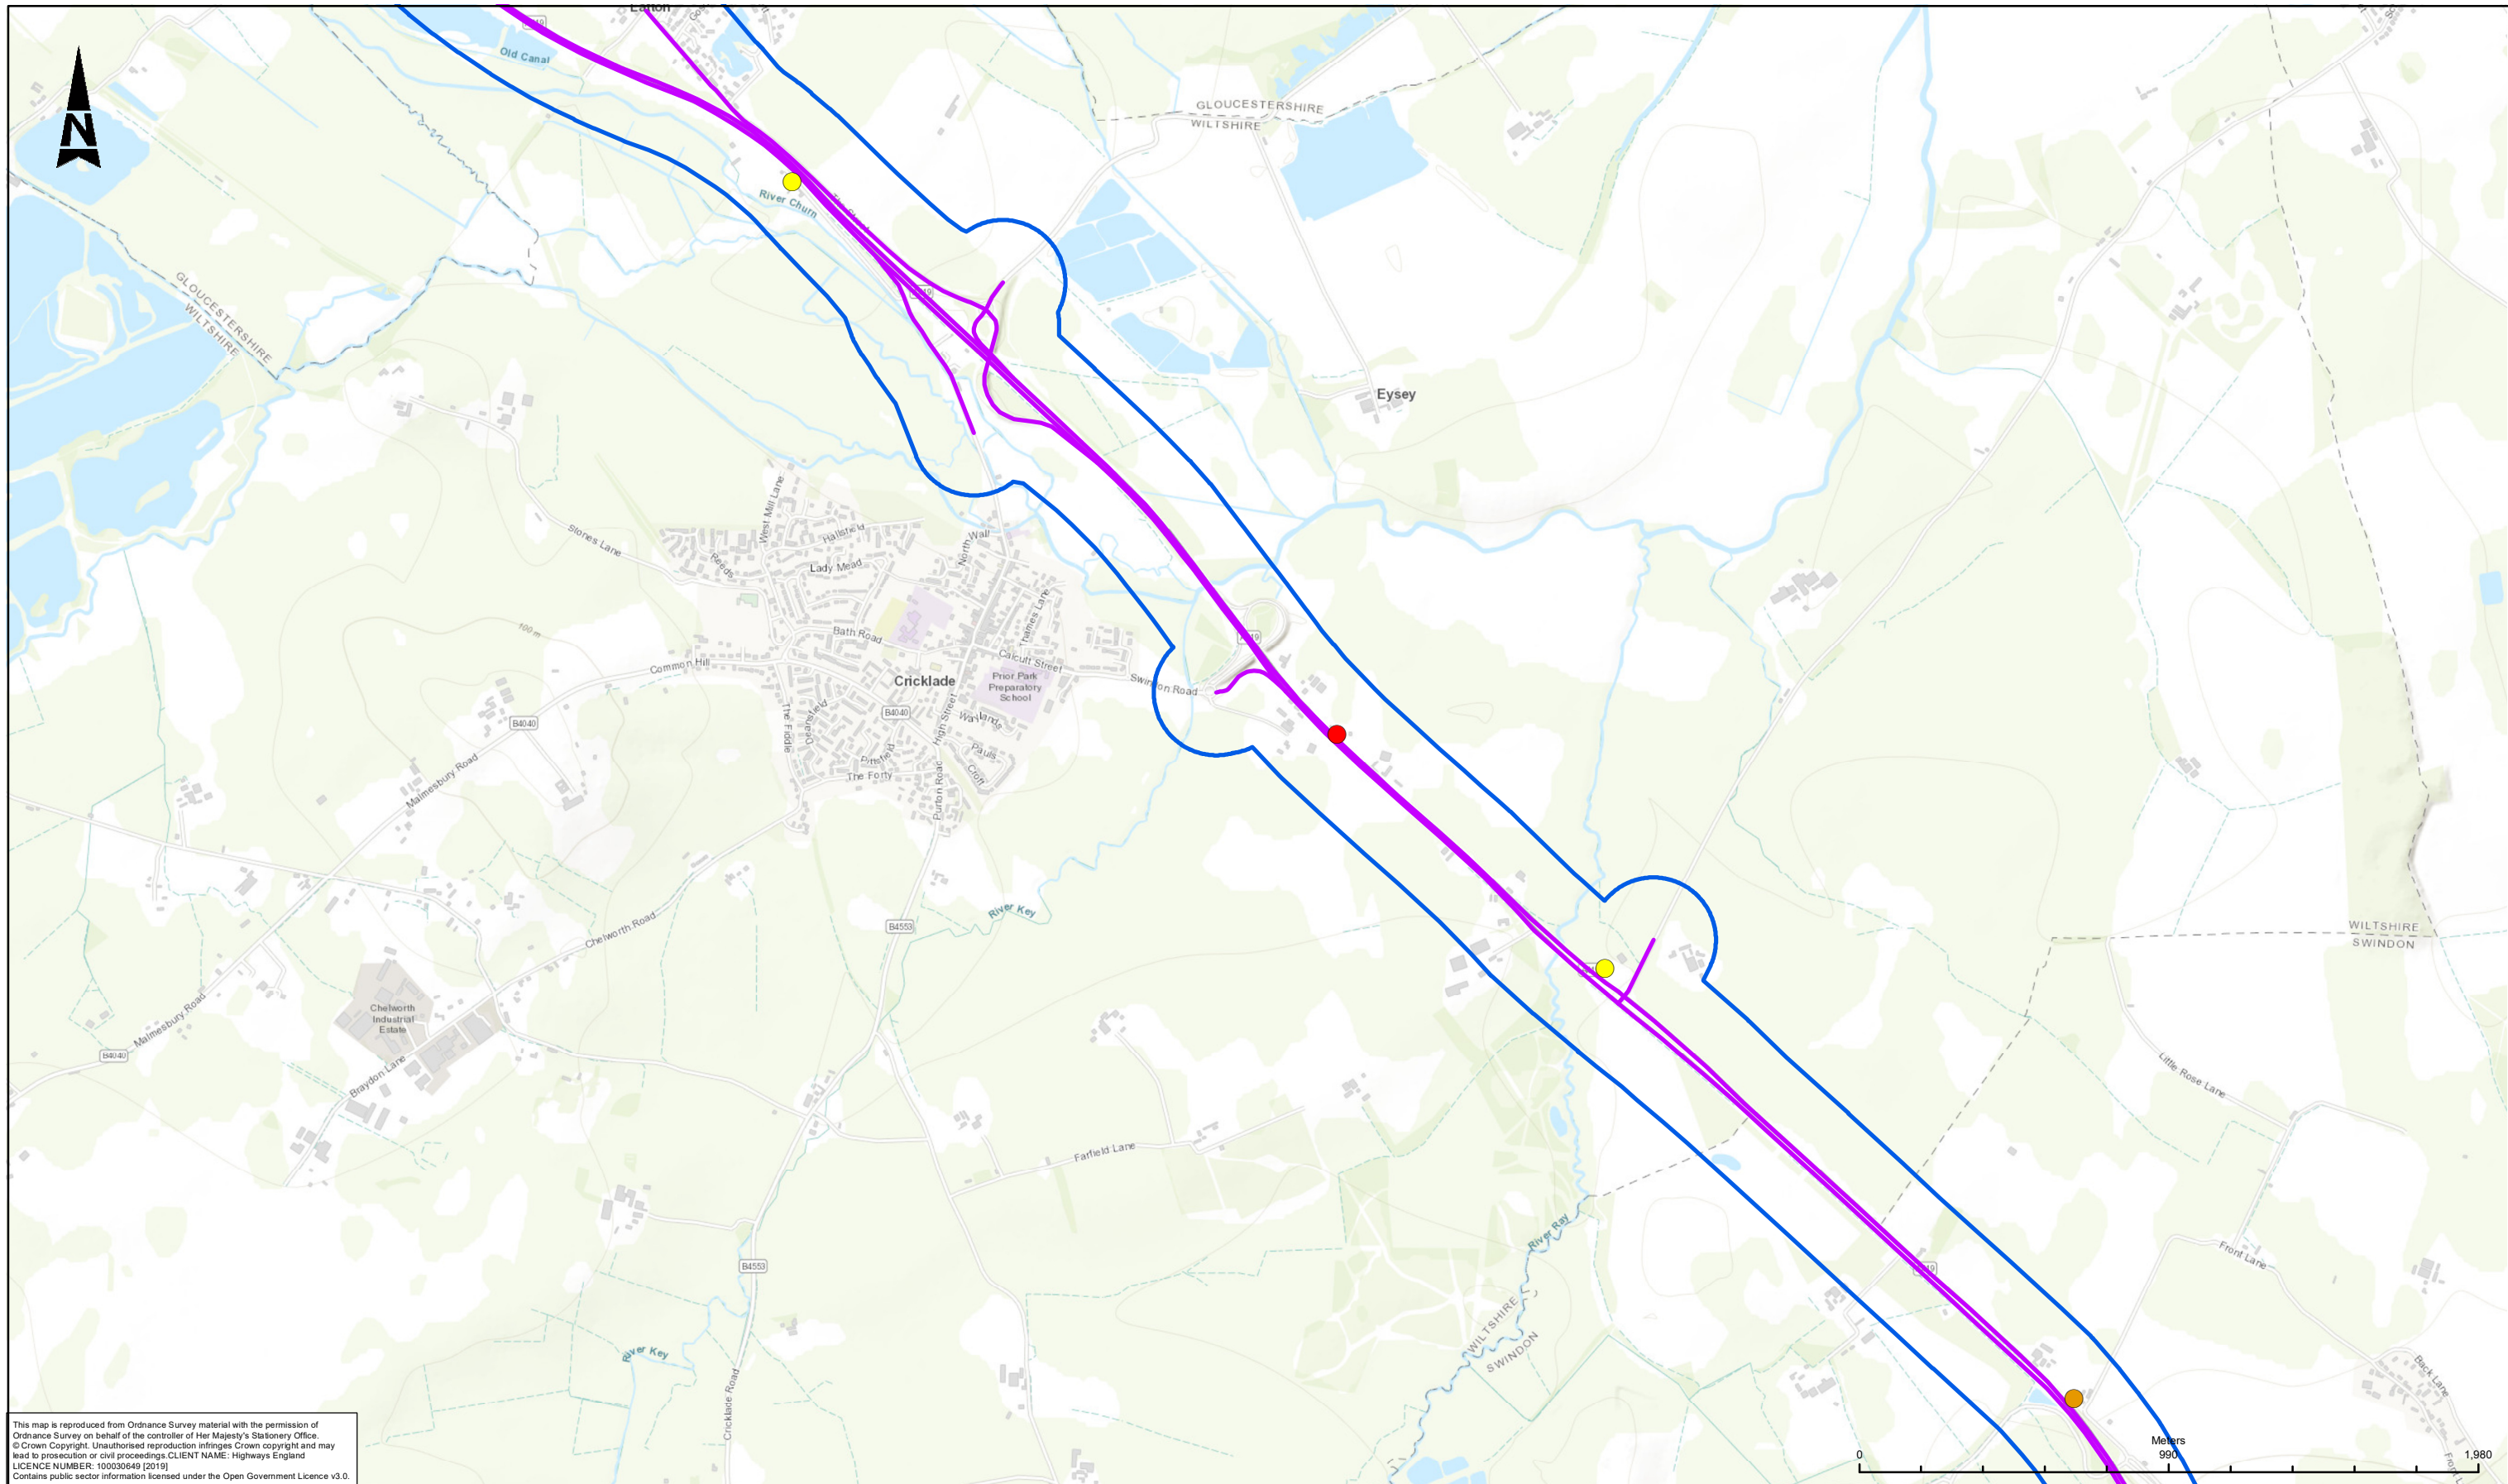 Latton
Old Canal
N
GLOUCESTERSHIRE
WILTSHIRE
River Churn
GLOUCESTERSHIRE
WILTSHIRE
Eysey
West Mill Lane
Hallsfield
North Wall
Stones Lane
Reeds
Lady Mead
Thames Lane
100 m
Bath Road
Calcutt Street
Common Hill
Cricklade
Prior Park
Preparatory
School
Swindon Road
B4040
B4040
High Street
The Fiddle
Deansfield
Pauls
Croft
Pittsfield
The Forty
Malmesbury Road
Purton Road
River Key
B4553
WILTSHIRE
SWINDON
Chelworth Road
Chelworth
Industrial
Estate
Malmesbury Road
B4040
Braydon Lane
Little Rose Lane
Farfield Lane
River Ray
Front Lane
B4553
WILTSHIRE
SWINDON
River Key
Cricklade Road
Back Lane
This map is reproduced from Ordnance Survey material with the permission of
Ordnance Survey on behalf of the controller of Her Majesty's Stationery Office.
© Crown Copyright. Unauthorised reproduction infringes Crown copyright and may
lead to prosecution or civil proceedings.CLIENT NAME: Highways England
LICENCE NUMBER: 100030649 [2019]
Contains public sector information licensed under the Open Government Licence v3.0.
Meters
0 990 1,980